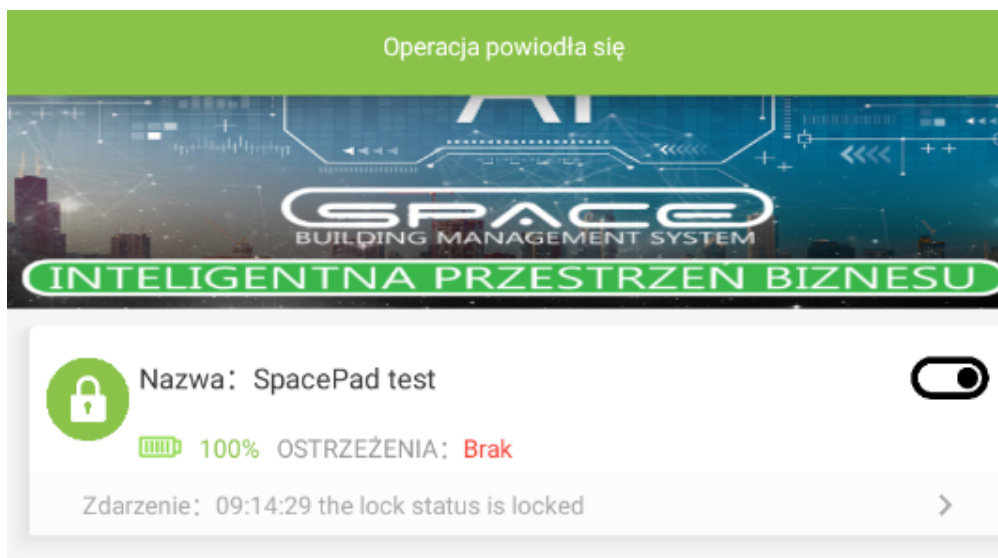 Operacja powiodła się
AI
SPACE
BUILDING MANAGEMENT SYSTEM
INTELIGENTNA PRZESTRZEŃ BIZNESU
Nazwa: SpacePad test
100% OSTRZEŻENIA: Brak
Zdarzenie: 09:14:29 the lock status is locked